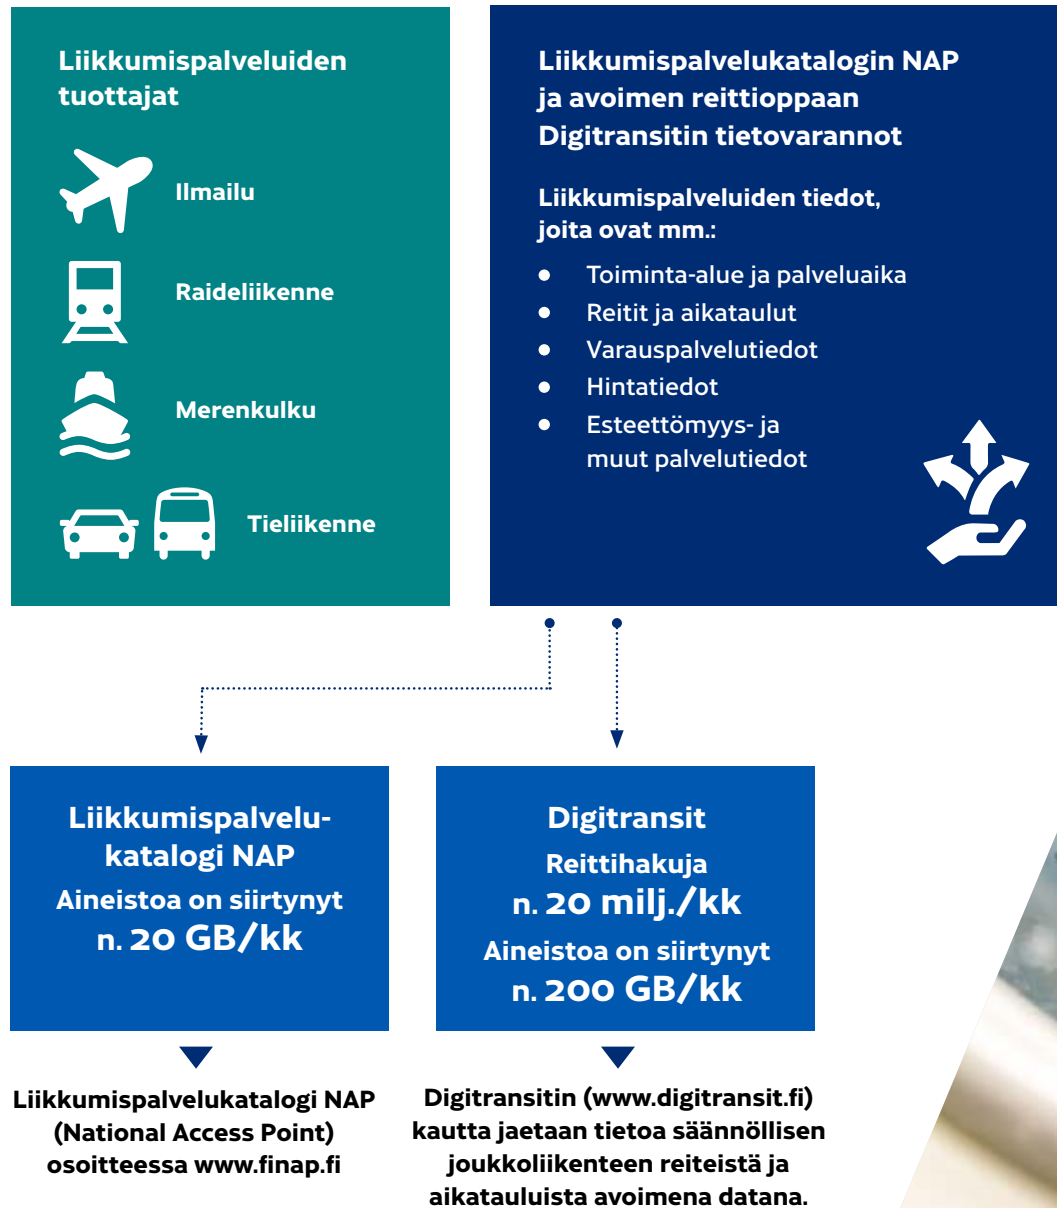 Liikkumispalveluiden
tuottajat
Ilmailu
Raideliikenne
Merenkulku
Tieliikenne
Liikkumispalvelukatalogin NAP
ja avoimen reittioppaan
Digitransitin tietovarannot
Liikkumispalveluiden tiedot,
joita ovat mm.:
● Toiminta-alue ja palveluaika
● Reitit ja aikataulut
● Varauspalvelutiedot
● Hintatiedot
● Esteettömyys- ja
muut palvelutiedot
Liikkumispalvelu-
katalogi NAP
Aineistoa on siirtynyt
n. 20 GB/kk
Digitransit
Reittihakuja
n. 20 milj./kk
Aineistoa on siirtynyt
n. 200 GB/kk
Liikkumispalvelukatalogi NAP
(National Access Point)
osoitteessa www.finap.fi
Digitransitin (www.digitransit.fi)
kautta jaetaan tietoa säännöllisen
joukkoliikenteen reiteistä ja
aikatauluista avoimena datana.